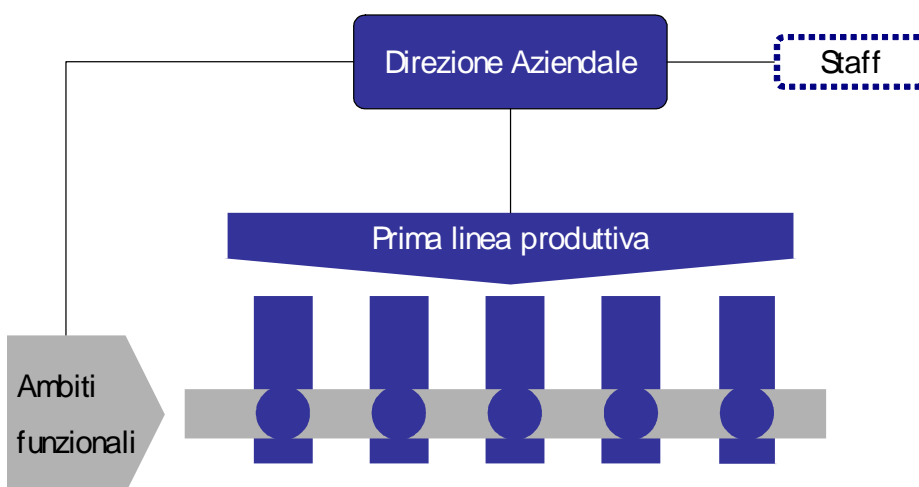 Direzione Aziendale
Staff
Prima linea produttiva
Ambiti
funzionali